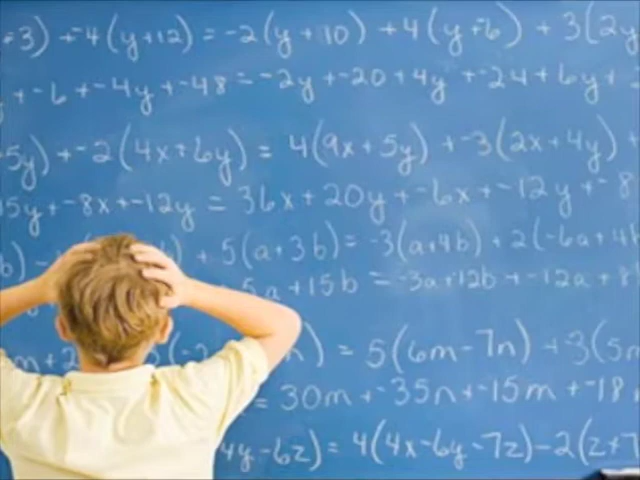 -3) + -4(y+12) = -2(y+10) + 4(y+-6) + 3(2y
+ -6 + -4y + -48 = -2y + -20 + 4y + -24 + 6y +
5y) + -2(4x+6y) = 4(9x+5y) + -3(2x+4y) +
15y + -8x + -12y = 36x + 20y + -6x + -12y + -8
b) - + 5(a+3b) = -3(a+4b) + 2(-6a+4b
5a + 15b = -3a+12b + -12a + 8
n) = 5(6m-7n) + 3(5m
= 30m + -35n + -15m + -18
4y-6z) = 4(4x-6y-7z)-2(z+7